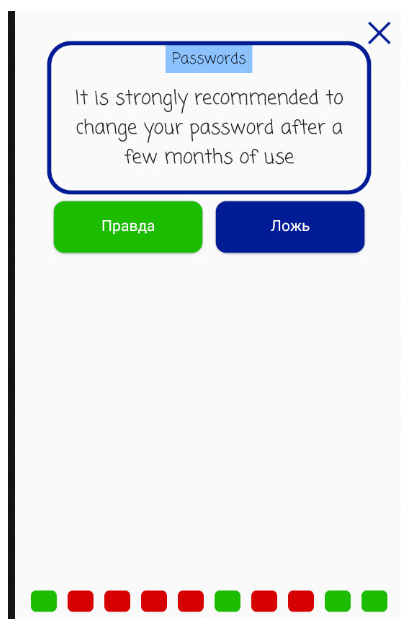 Passwords
It is strongly recommended to
change your password after a
few months of use
Правда
Ложь